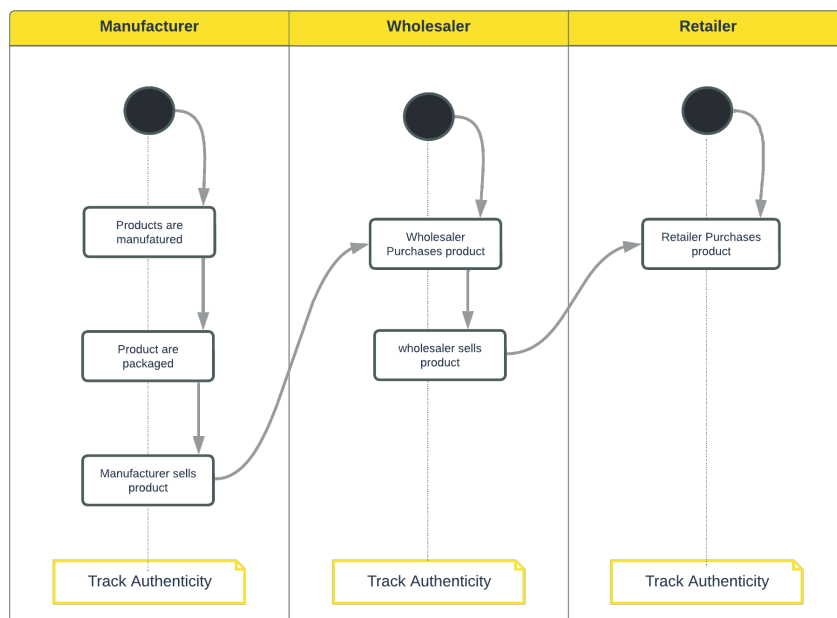 Manufacturer
Wholesaler
Retailer
Products are
manufatured
Product are
packaged
Manufacturer sells
product
Track Authenticity
Wholesaler
Purchases product
wholesaler sells
product
Track Authenticity
Retailer Purchases
product
Track Authenticity